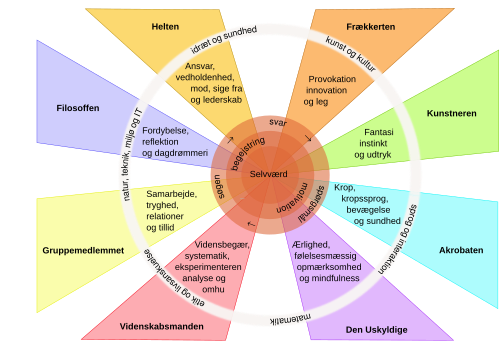 Helten
Frækkerten
idræt og sundhed
kunst og kultur
Ansvar,
vedholdenhed,
mod, sige fra
og lederskab
Provokation
innovation
og leg
Filosoffen
Kunstneren
Fordybelse,
refleksion
og dagdrømmeri
Fantasi
instinkt
og udtryk
natur, teknik, miljø og IT
svar
begejstring
Selvværd
søgen
motivation
spørgsmål
Samarbejde,
tryghed,
relationer
og tillid
Krop,
kropssprog,
bevægelse
og sundhed
sprog og interaktion
Gruppemedlemmet
Akrobaten
Vidensbegær,
systematik,
eksperimenteren
analyse og
omhu
Ærlighed,
følelsesmæssig
opmærksomhed
og mindfulness
etik og livsanskuelse
matematik
Videnskabsmanden
Den Uskyldige